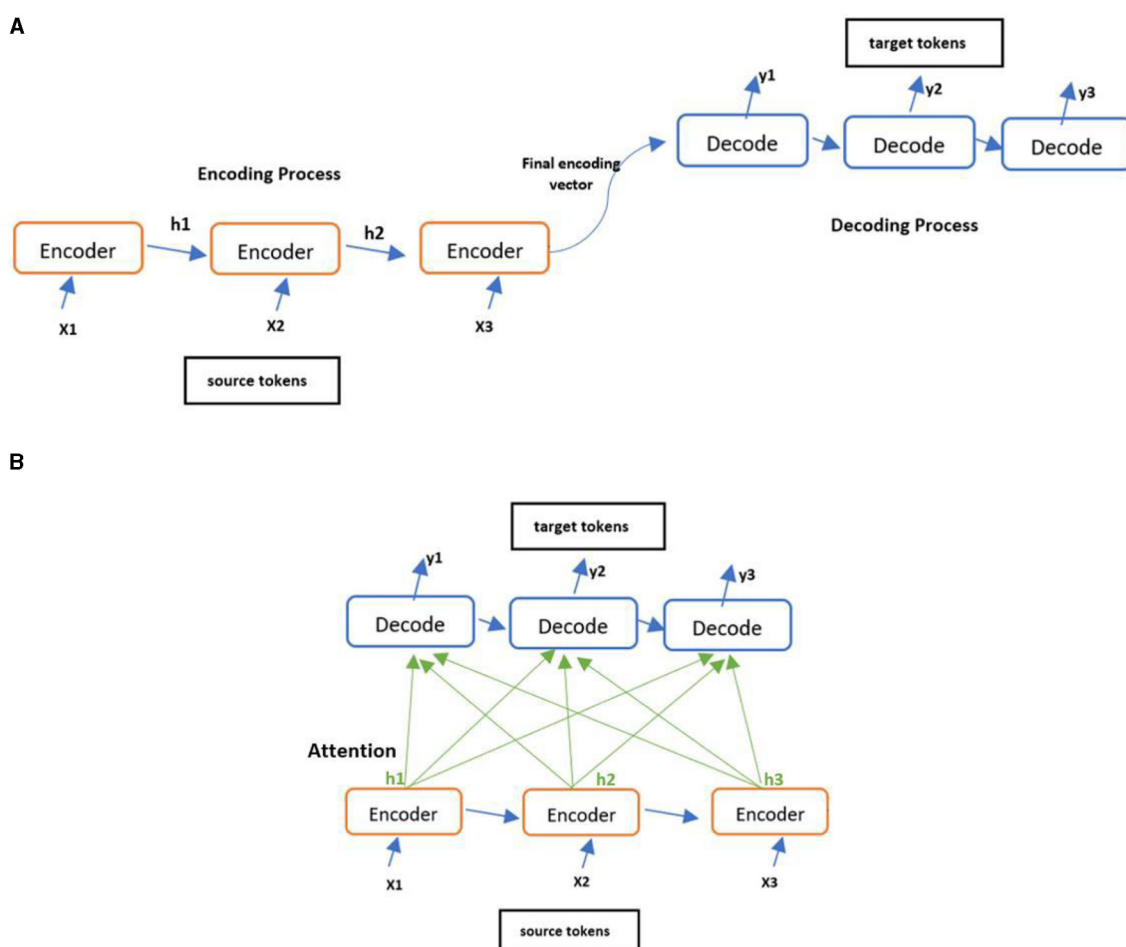 A
target tokens
y1
y2
y3
Decode
Decode
Decode
Final encoding
vector
Encoding Process
Decoding Process
h1
h2
Encoder
Encoder
Encoder
X1
X2
X3
source tokens
B
target tokens
y1
y2
y3
Decode
Decode
Decode
Attention
h1
h2
h3
Encoder
Encoder
Encoder
X1
X2
X3
source tokens